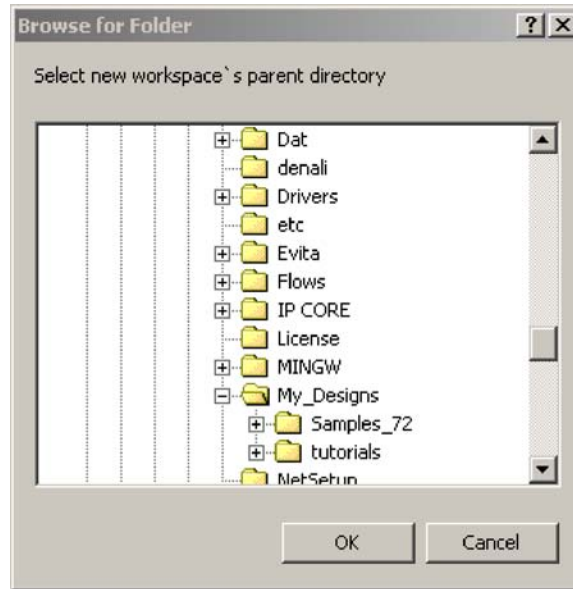 Browse for Folder
Select new workspace`s parent directory
Dat
denali
Drivers
etc
Evita
Flows
IP CORE
License
MINGW
My_Designs
Samples_72
tutorials
NetSetup
OK Cancel